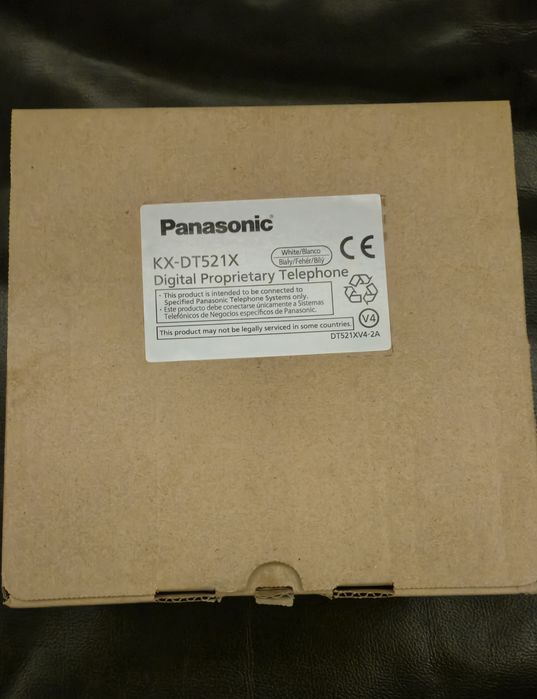 Panasonic
KX-DT521X
White/Blanco
Biały/Fehér/Bílý
CE
Digital Proprietary Telephone
· This product is intended to be connected to
Specified Panasonic Telephone Systems only.
· Este producto debe conectarse únicamente a Sistemas
Telefónicos de Negocios específicos de Panasonic.
This product may not be legally serviced in some countries.
V4
DT521XV4-2A